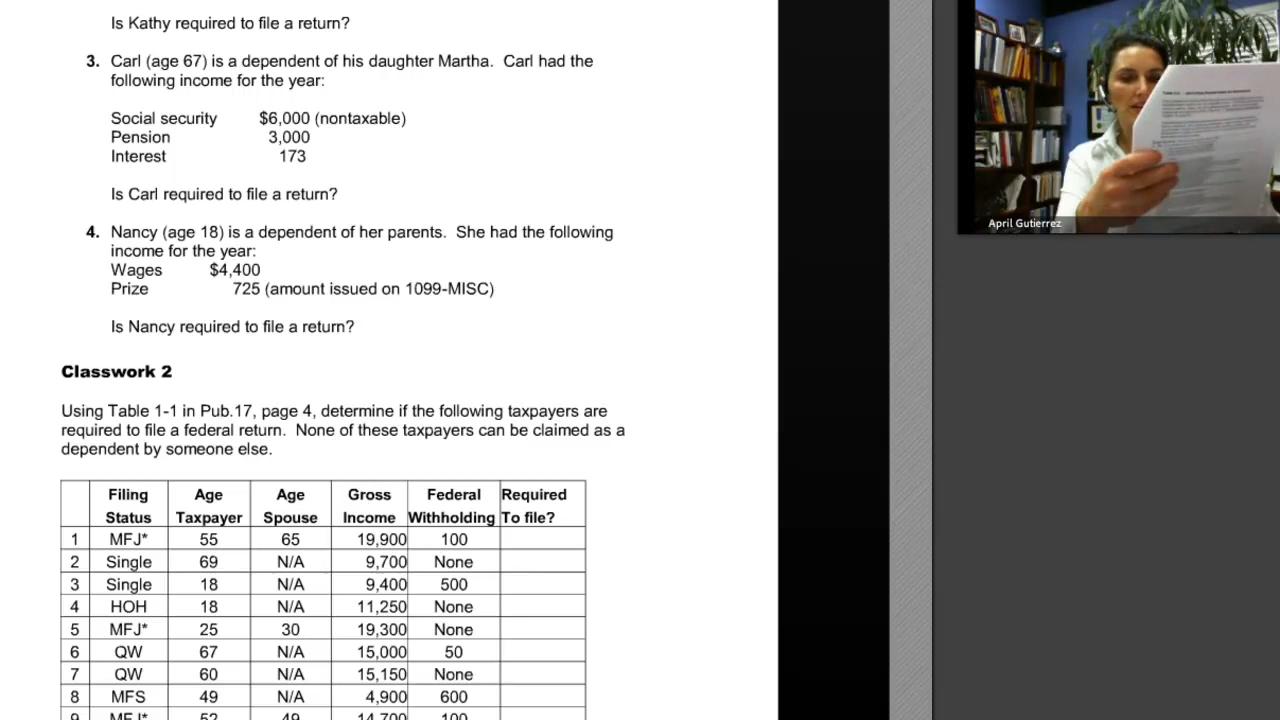 Is Kathy required to file a return?
3. Carl (age 67) is a dependent of his daughter Martha. Carl had the
following income for the year:
Social security $6,000 (nontaxable)
Pension 3,000
Interest 173
Is Carl required to file a return?
4. Nancy (age 18) is a dependent of her parents. She had the following
income for the year:
Wages $4,400
Prize 725 (amount issued on 1099-MISC)
Is Nancy required to file a return?
Classwork 2
Using Table 1-1 in Pub.17, page 4, determine if the following taxpayers are
required to file a federal return. None of these taxpayers can be claimed as a
dependent by someone else.
Filing Age Age Gross Federal Required
Status Taxpayer Spouse Income Withholding To file?
1 MFJ* 55 65 19,900 100
2 Single 69 N/A 9,700 None
3 Single 18 N/A 9,400 500
4 HOH 18 N/A 11,250 None
5 MFJ* 25 30 19,300 None
6 QW 67 N/A 15,000 50
7 QW 60 N/A 15,150 None
8 MFS 49 N/A 4,900 600
9 MFJ* 52 49 14,700 100
April Gutierrez